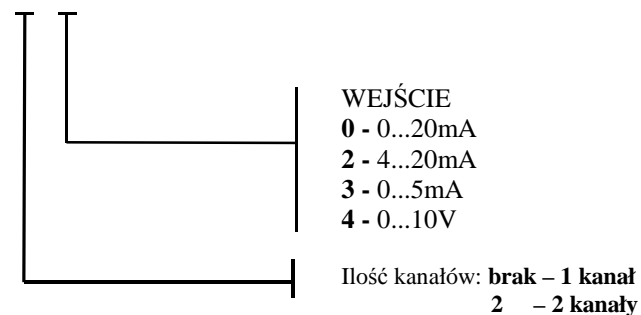 WEJŚCIE
0 - 0...20mA
2 - 4...20mA
3 - 0...5mA
4 - 0...10V
Ilość kanałów: brak – 1 kanał
2 – 2 kanały